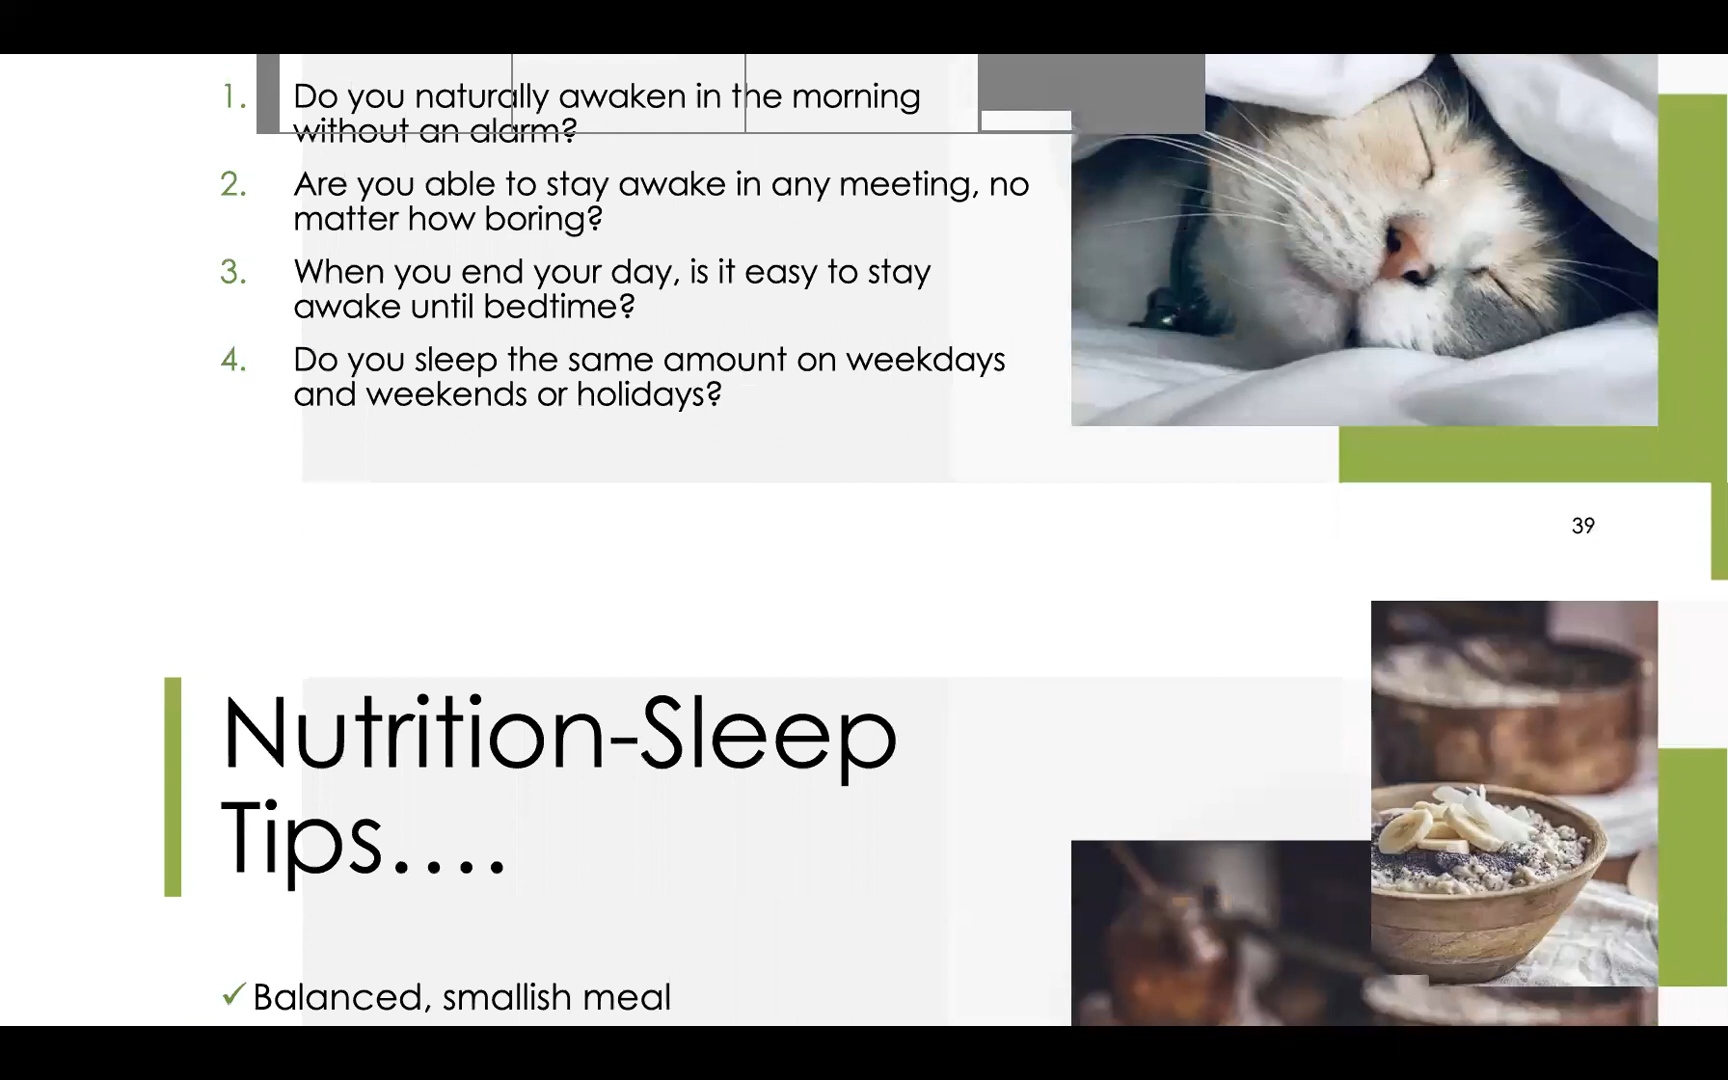 1. Do you naturally awaken in the morning
without an alarm?
2. Are you able to stay awake in any meeting, no
matter how boring?
3. When you end your day, is it easy to stay
awake until bedtime?
4. Do you sleep the same amount on weekdays
and weekends or holidays?
39
Nutrition-Sleep
Tips....
✓ Balanced, smallish meal